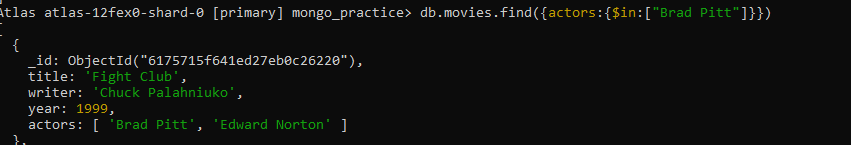 Atlas atlas-12fex0-shard-0 [primary] mongo_practice> db.movies.find({actors:{$in:["Brad Pitt"]}})
[
{
_id: ObjectId("6175715f641ed27eb0c26220"),
title: 'Fight Club',
writer: 'Chuck Palahniuko',
year: 1999,
actors: [ 'Brad Pitt', 'Edward Norton' ]
},